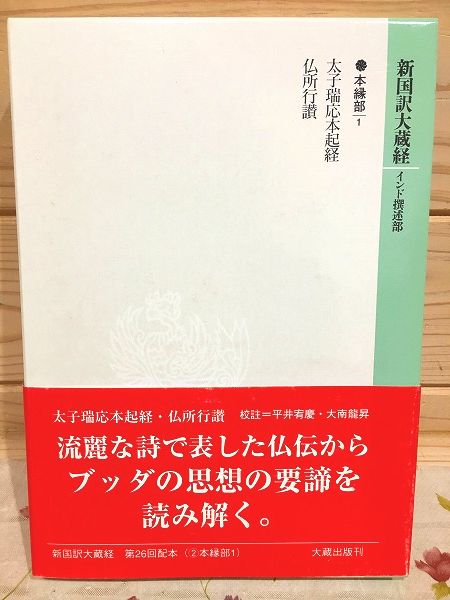 新国訳大蔵経
インド撰述部
●本縁部 1
太子瑞応本起経
仏所行讃
太子瑞応本起経・仏所行讃 校註＝平井宥慶・大南龍昇
流麗な詩で表した仏伝から
ブッダの思想の要諦を
読み解く。
新国訳大蔵経 第26回配本（②本縁部1）
大蔵出版刊